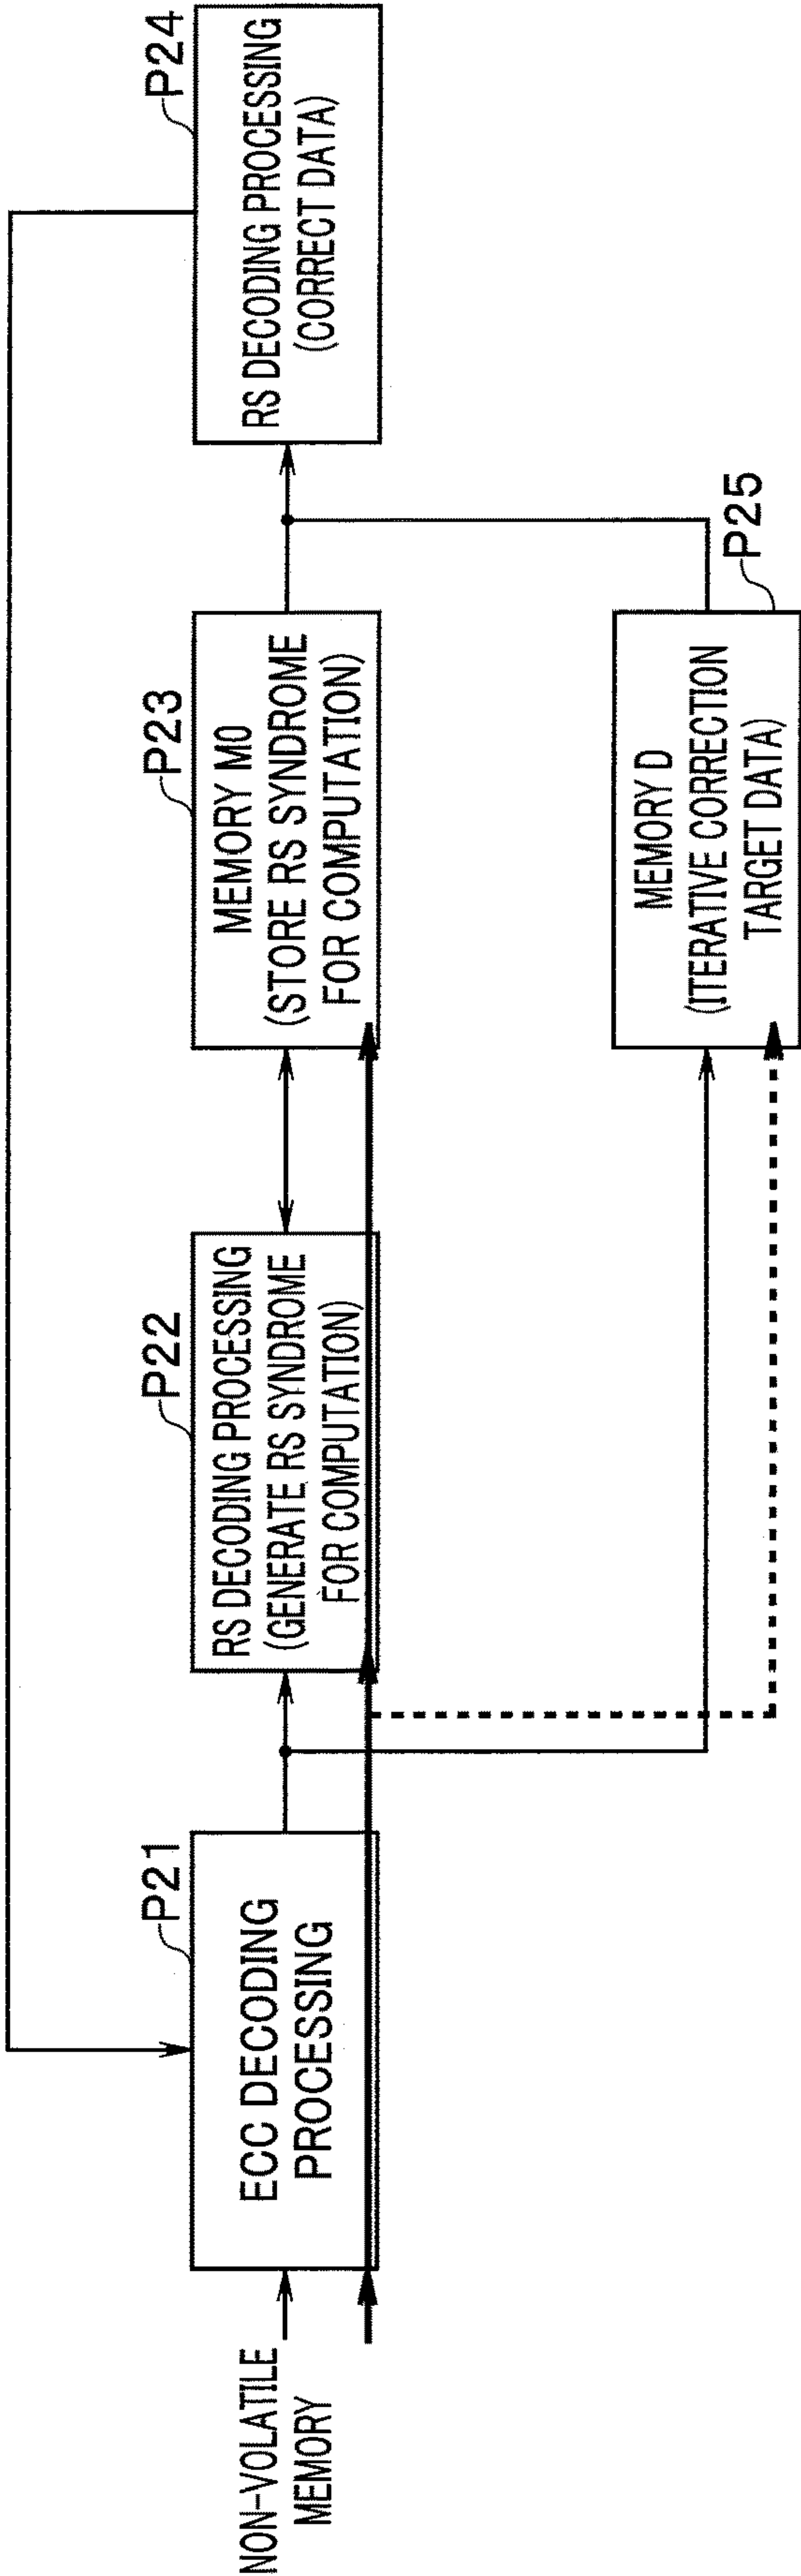 NON-VOLATILE
MEMORY
P21
ECC DECODING
PROCESSING
P22
RS DECODING PROCESSING
(GENERATE RS SYNDROME
FOR COMPUTATION)
P23
MEMORY M0
(STORE RS SYNDROME
FOR COMPUTATION)
P24
RS DECODING PROCESSING
(CORRECT DATA)
P25
MEMORY D
(ITERATIVE CORRECTION
TARGET DATA)